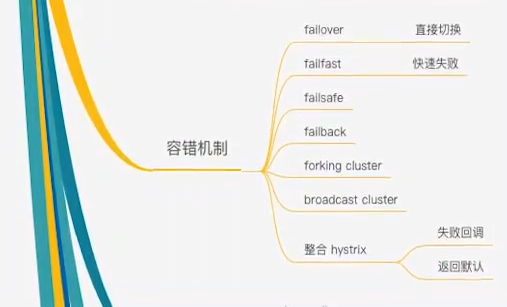 failover 直接切换
failfast 快速失败
failsafe
failback
容错机制
forking cluster
broadcast cluster
整合 hystrix
失败回调
返回默认